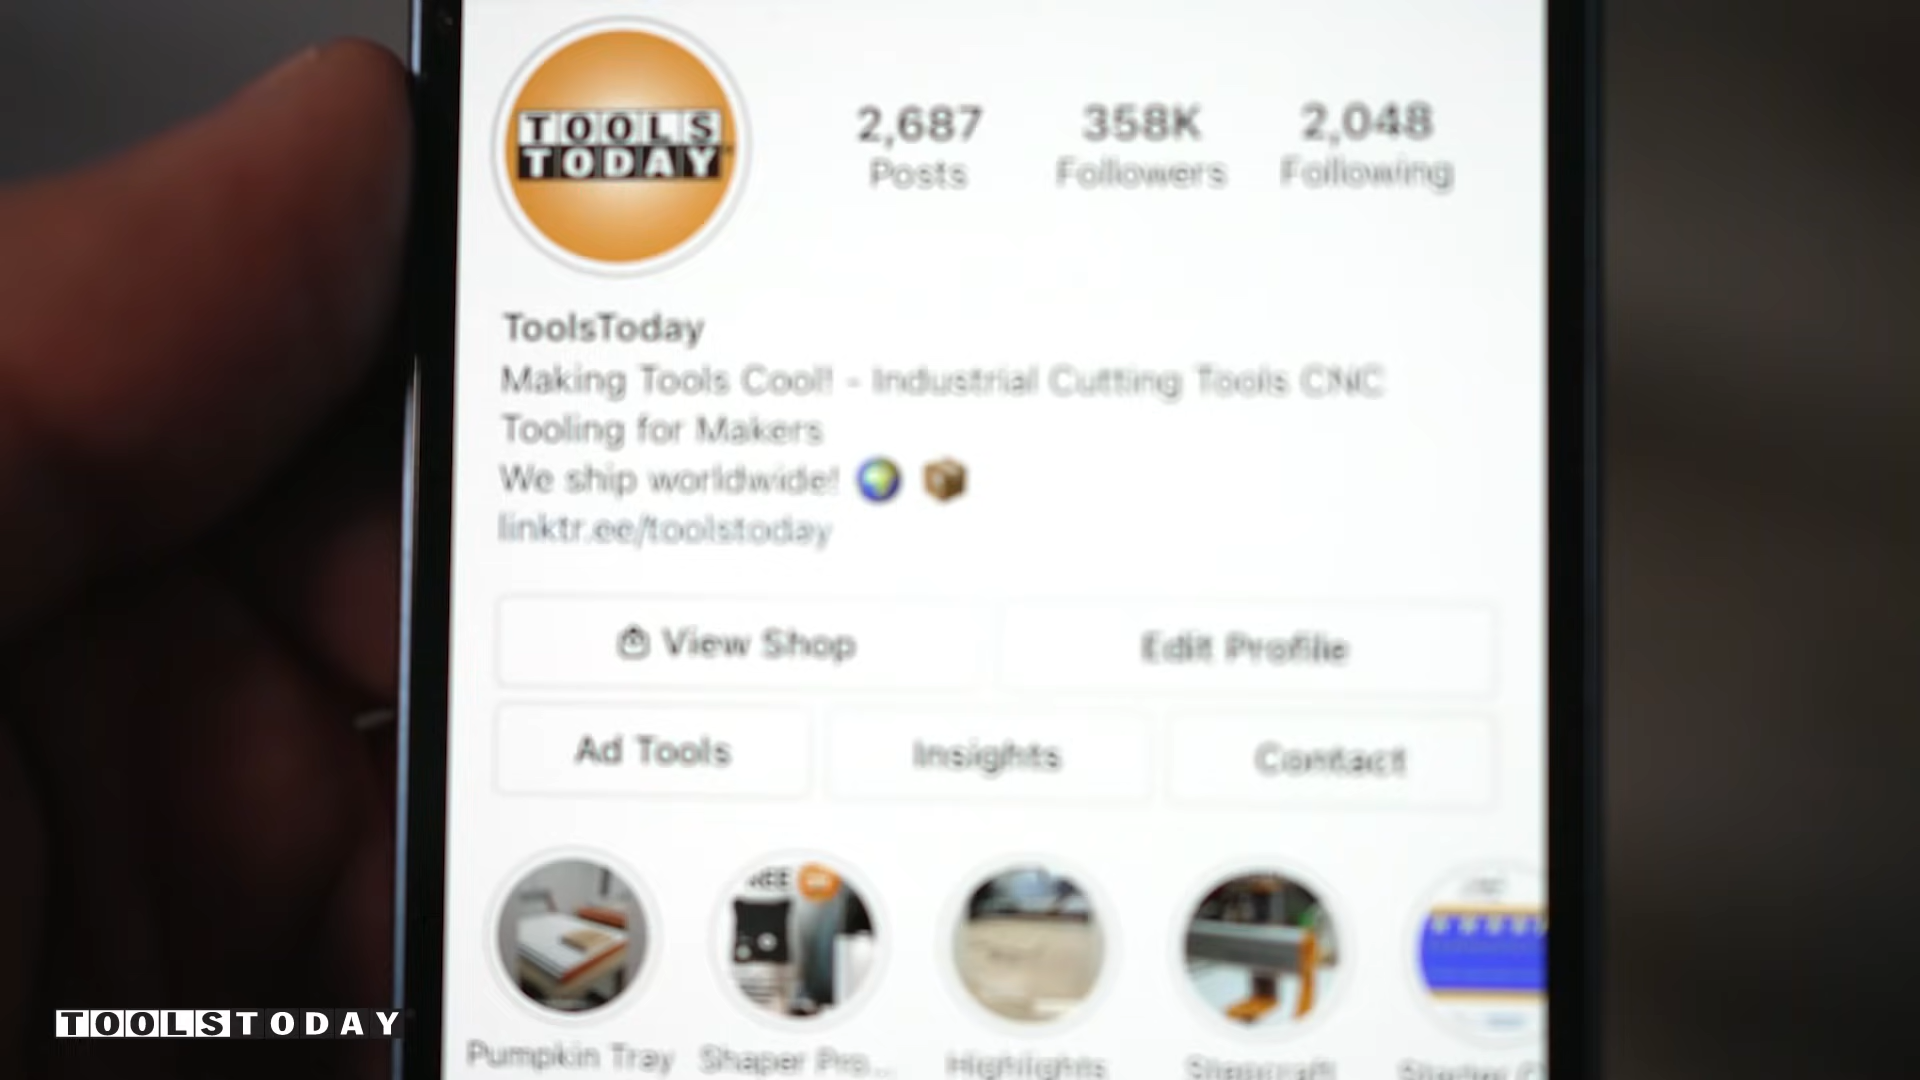 TOOLS
TODAY
2,687 358K 2,048
Posts Followers Following
ToolsToday
Making Tools Cool! - Industrial Cutting Tools CNC
Tooling for Makers
We ship worldwide!
linktr.ee/toolstoday
View Shop Edit Profile
Ad Tools Insights Contact
Pumpkin Tray Shaper Pro... Highlights
TOOLSTODAY